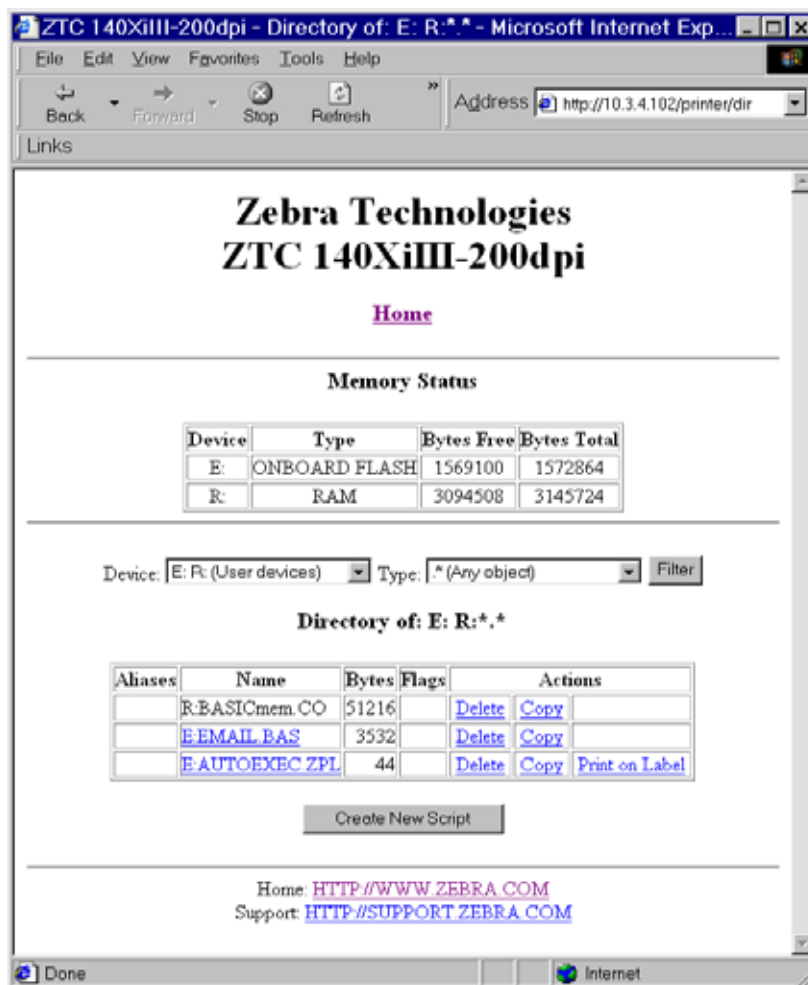 ZTC 140XiIII-200dpi - Directory of: E: R:*.* - Microsoft Internet Exp...
File Edit View Favorites Tools Help
Back Forward Stop Refresh » Address http://10.3.4.102/printer/dir
Links
Zebra Technologies
ZTC 140XiIII-200dpi
Home
Memory Status
Device Type Bytes Free Bytes Total
E: ONBOARD FLASH 1569100 1572864
R: RAM 3094508 3145724
Device: E: R: (User devices) Type: .* (Any object) Filter
Directory of: E: R:*.*
Aliases Name Bytes Flags Actions
R:BASICmem.CO 51216 Delete Copy
E:EMAIL.BAS 3532 Delete Copy
E:AUTOEXEC.ZPL 44 Delete Copy Print on Label
Create New Script
Home: HTTP://WWW.ZEBRA.COM
Support: HTTP://SUPPORT.ZEBRA.COM
Done Internet